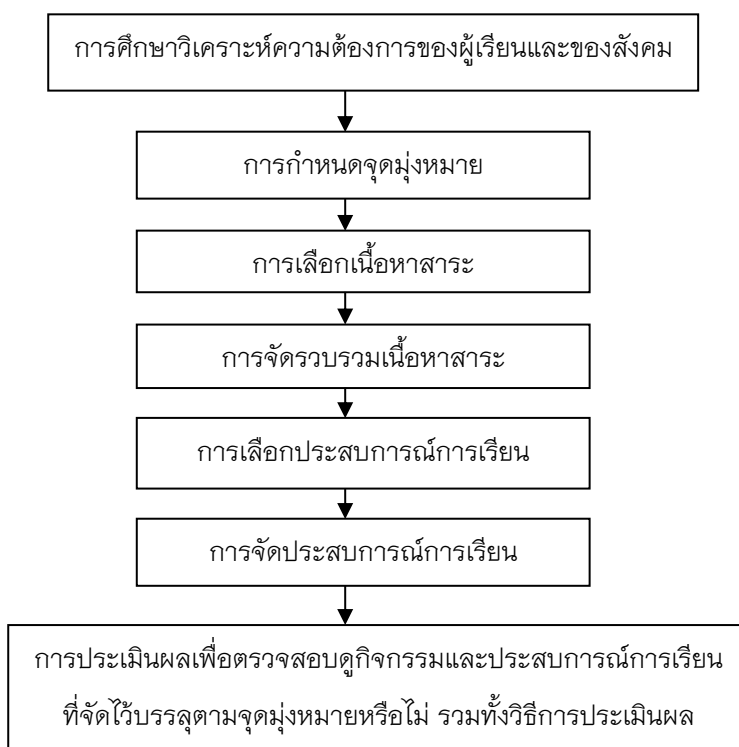 การศึกษาวิเคราะห์ความต้องการของผู้เรียนและของสังคม
การกำหนดจุดมุ่งหมาย
การเลือกเนื้อหาสาระ
การจัดรวบรวมเนื้อหาสาระ
การเลือกประสบการณ์การเรียน
การจัดประสบการณ์การเรียน
การประเมินผลเพื่อตรวจสอบดูกิจกรรมและประสบการณ์การเรียน
ที่จัดไว้บรรลุตามจุดมุ่งหมายหรือไม่ รวมทั้งวิธีการประเมินผล